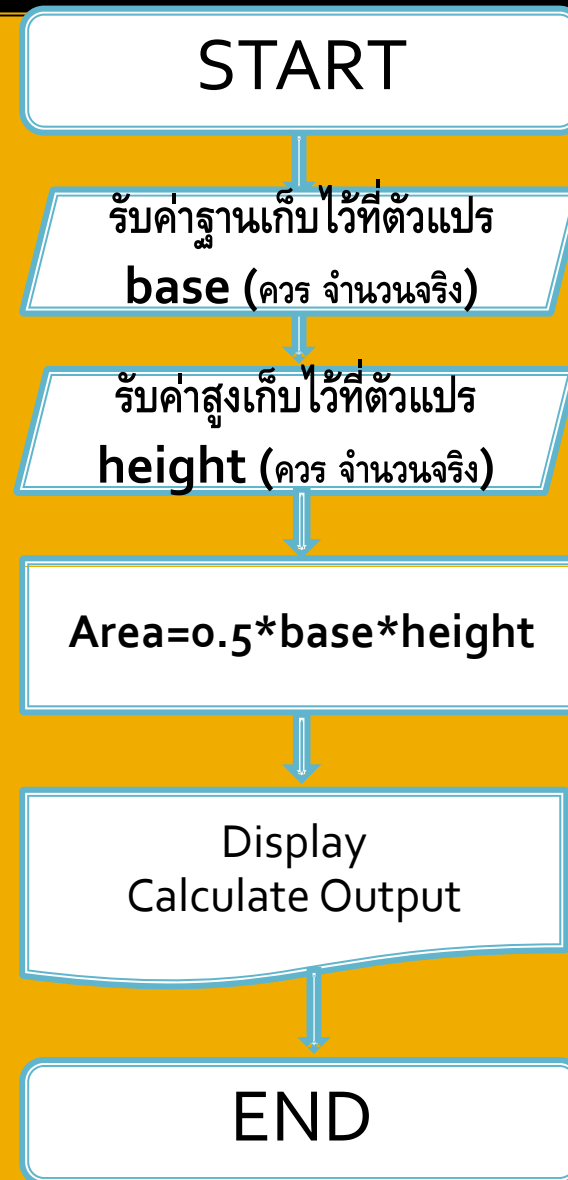 START
รับค่าฐานเก็บไว้ที่ตัวแปร
base (ควร จำนวนจริง)
รับค่าสูงเก็บไว้ที่ตัวแปร
height (ควร จำนวนจริง)
Area=0.5*base*height
Display
Calculate Output
END